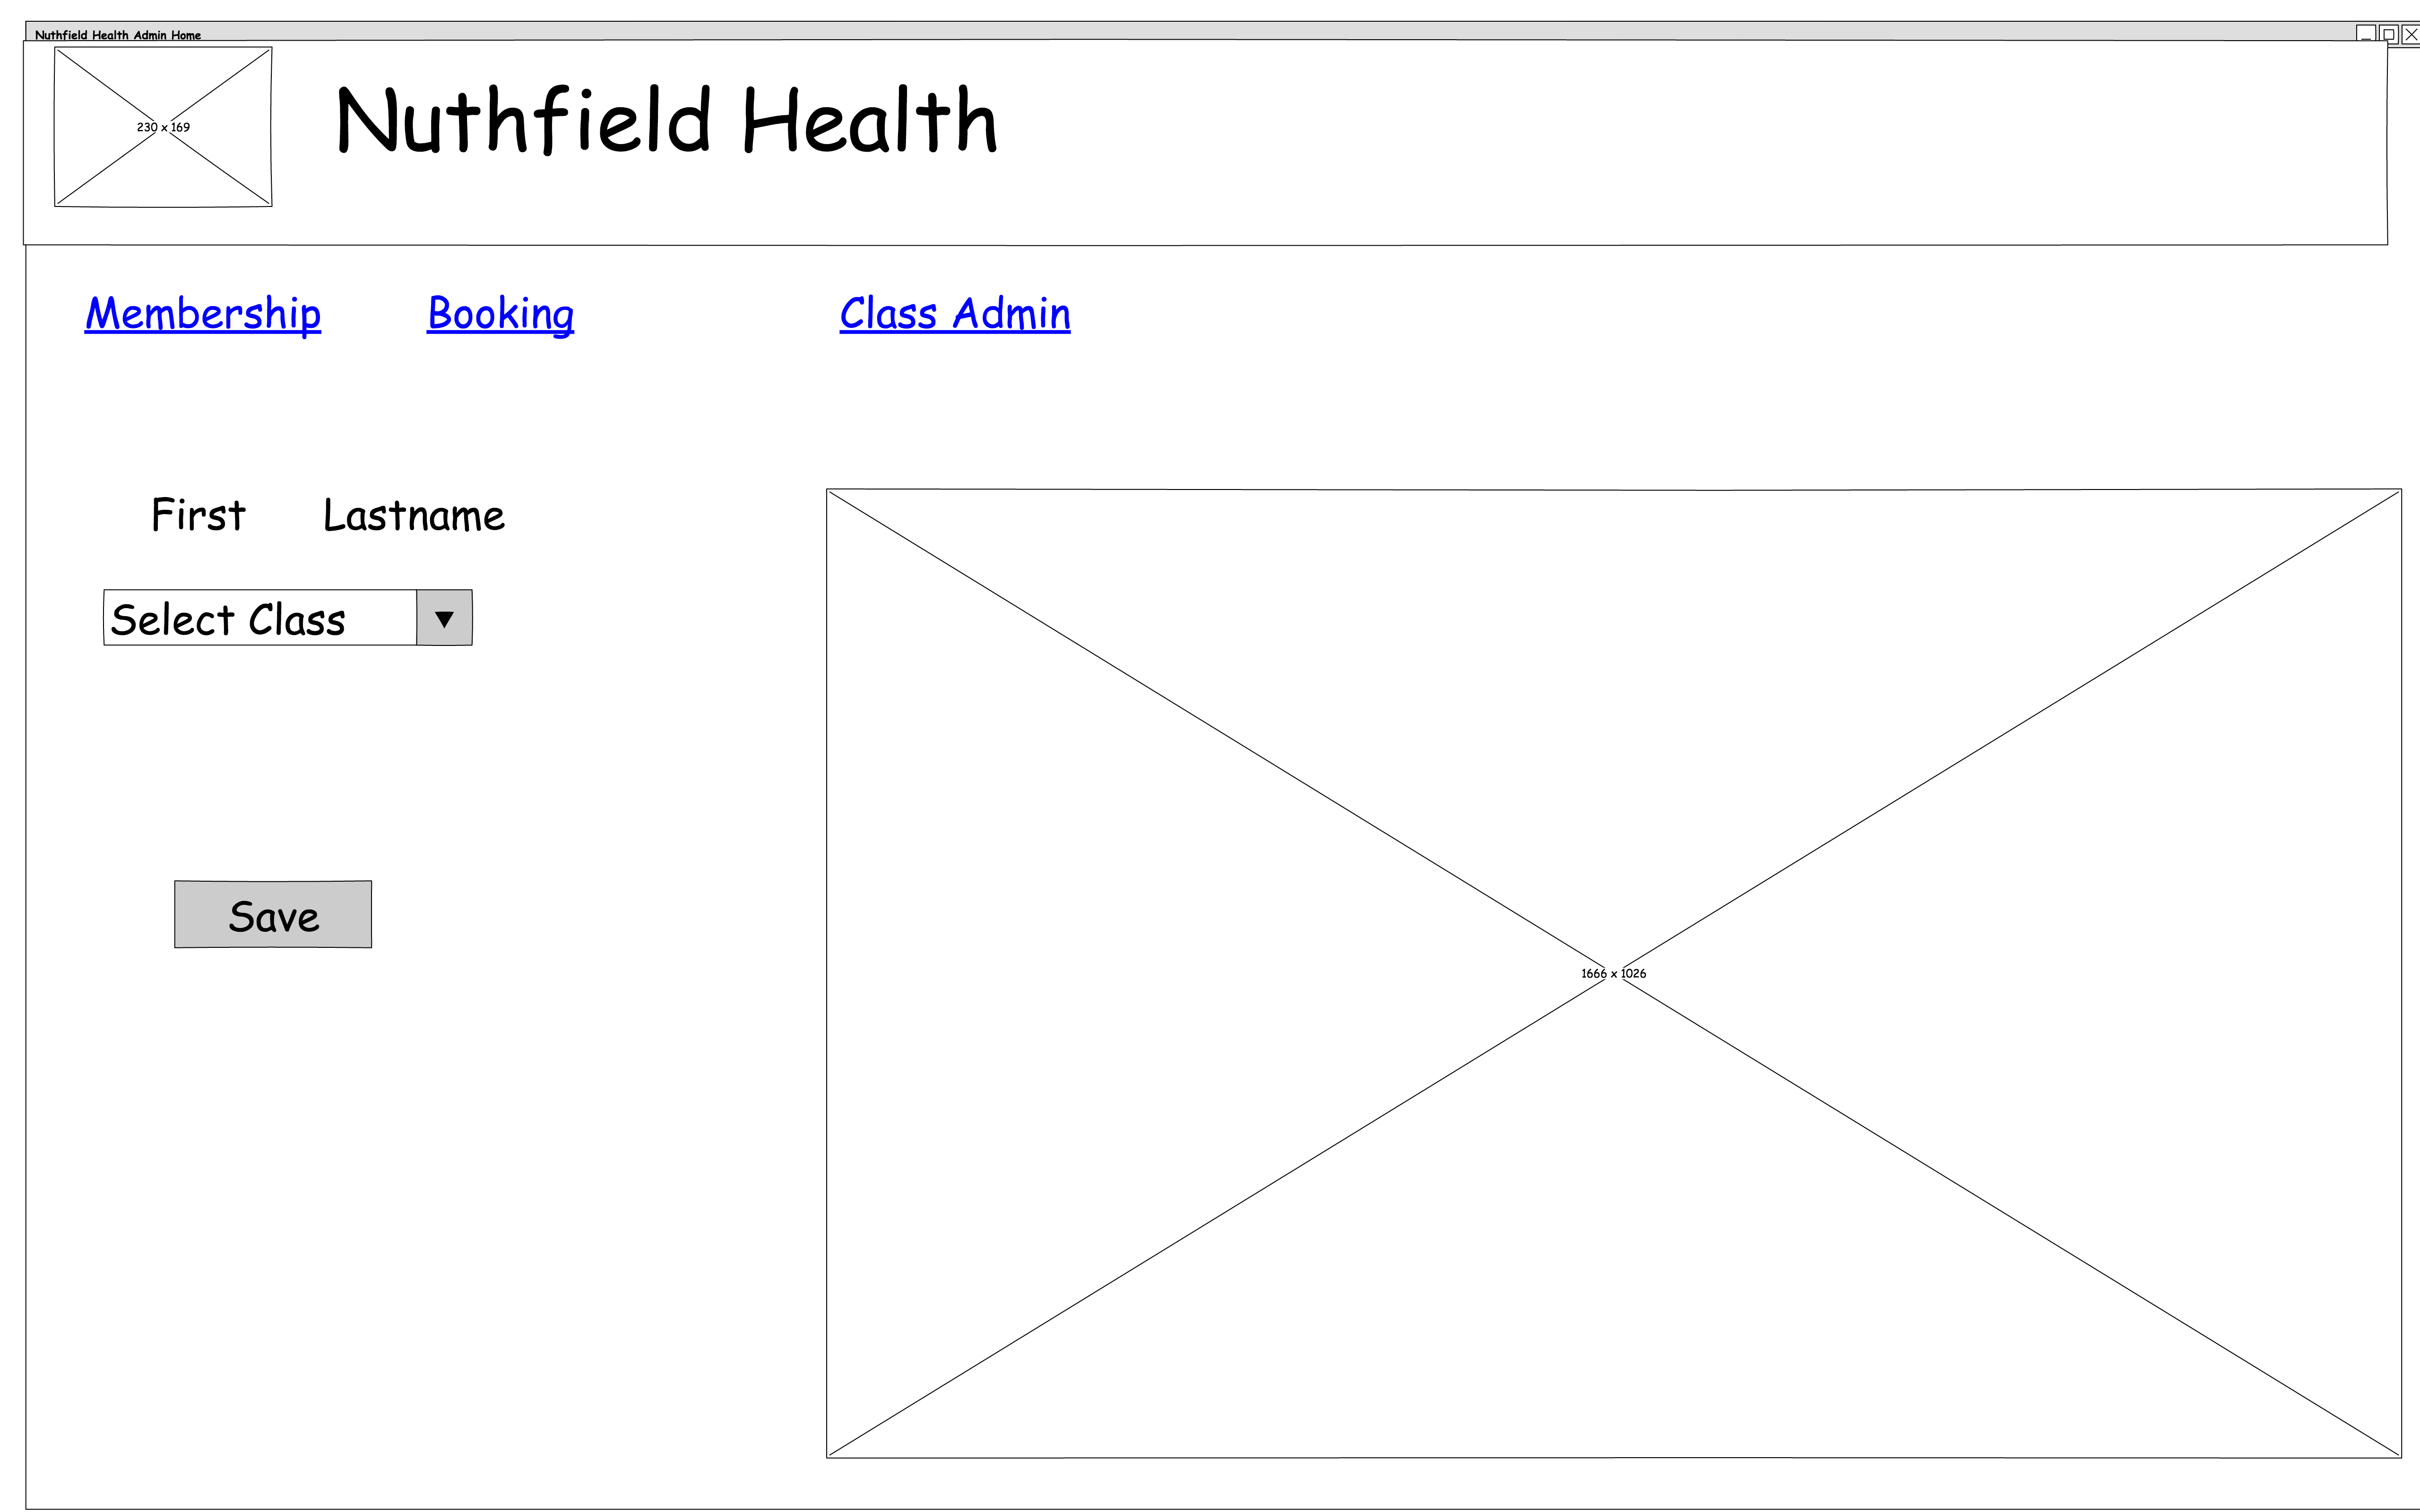 Nuthfield Health Admin Home
230 x 169
Nuthfield Health
Membership Booking Class Admin
First Lastname
Select Class
Save
1666 x 1026